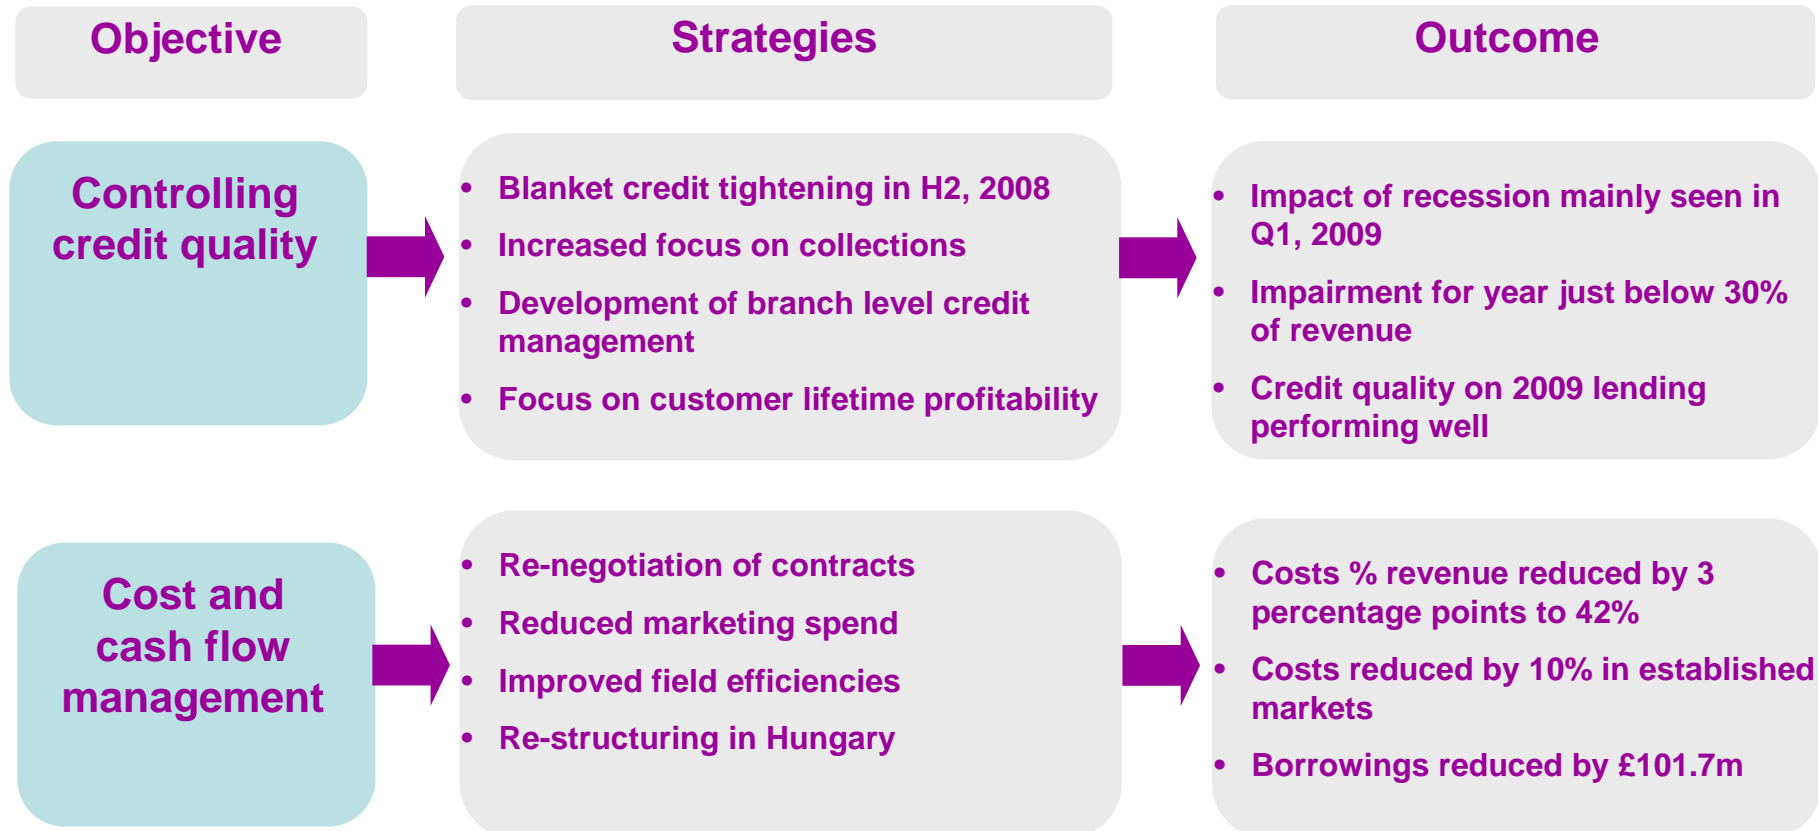 Objective
Strategies
Outcome
Controlling
credit quality
• Blanket credit tightening in H2, 2008
• Increased focus on collections
• Development of branch level credit
management
• Focus on customer lifetime profitability
• Impact of recession mainly seen in
Q1, 2009
• Impairment for year just below 30%
of revenue
• Credit quality on 2009 lending
performing well
Cost and
cash flow
management
• Re-negotiation of contracts
• Reduced marketing spend
• Improved field efficiencies
• Re-structuring in Hungary
• Costs % revenue reduced by 3
percentage points to 42%
• Costs reduced by 10% in established
markets
• Borrowings reduced by £101.7m